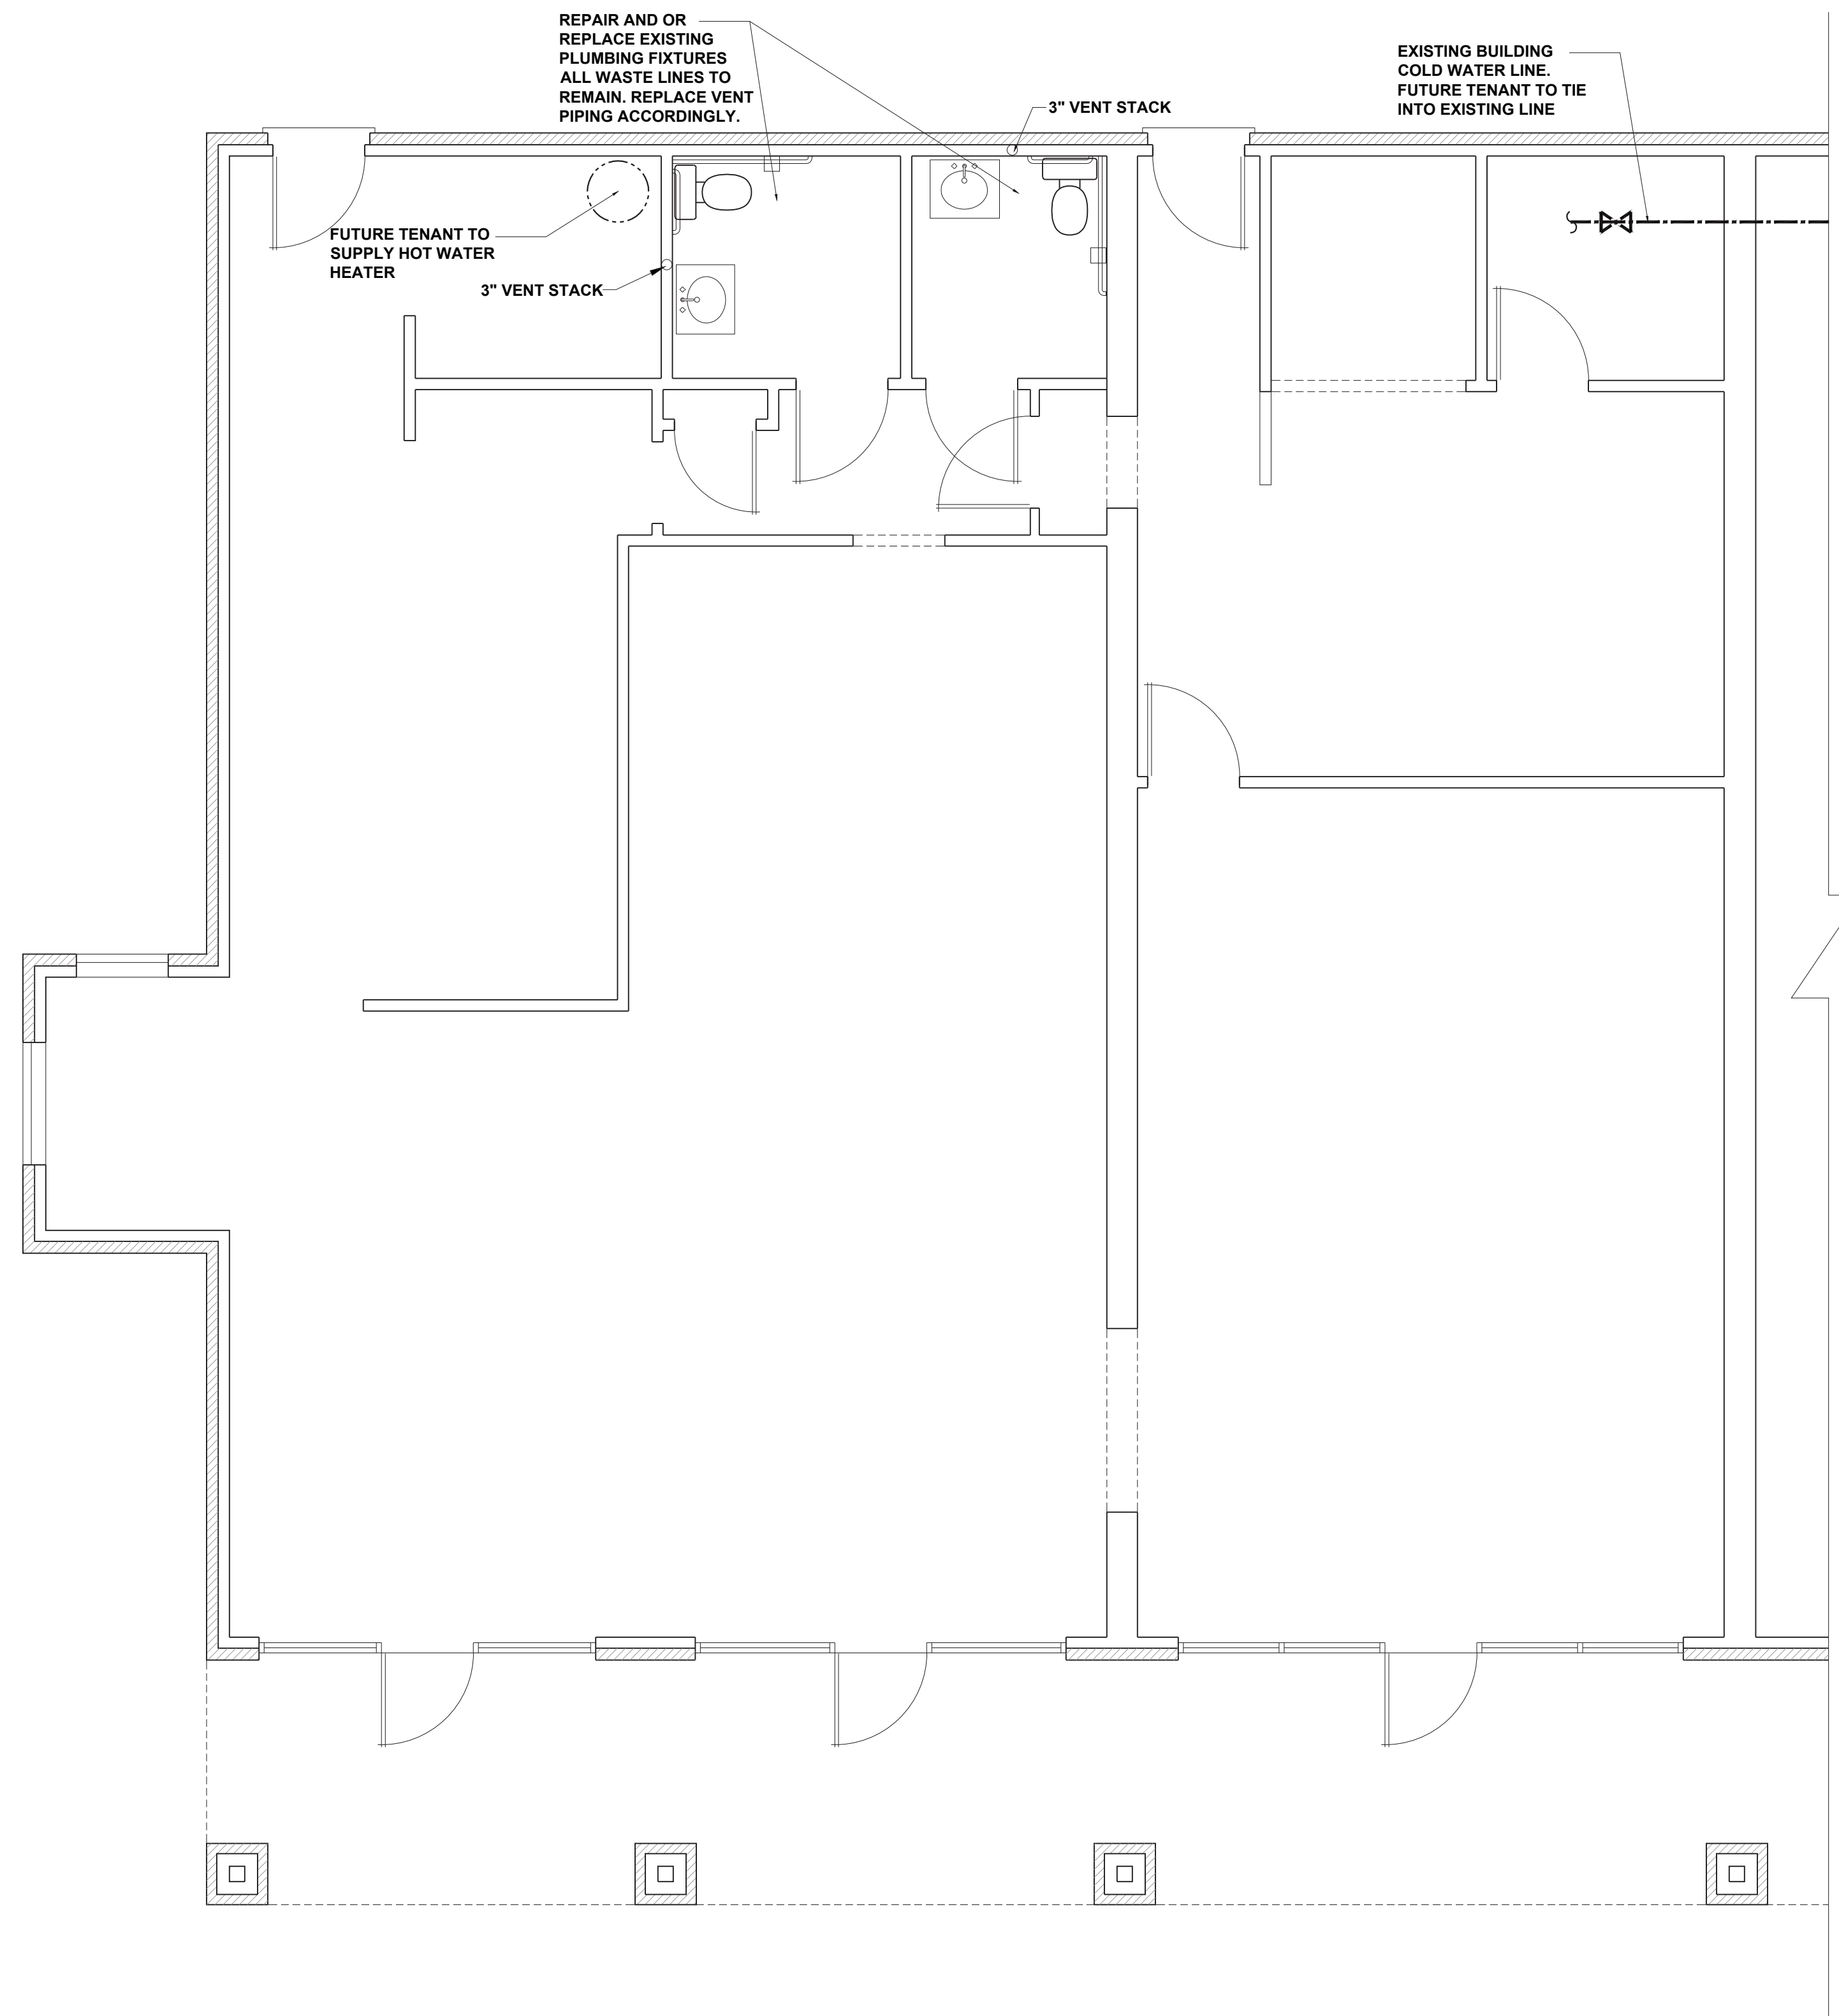 REPAIR AND OR
REPLACE EXISTING
PLUMBING FIXTURES
ALL WASTE LINES TO
REMAIN. REPLACE VENT
PIPING ACCORDINGLY.
3" VENT STACK
EXISTING BUILDING
COLD WATER LINE.
FUTURE TENANT TO TIE
INTO EXISTING LINE
FUTURE TENANT TO
SUPPLY HOT WATER
HEATER
3" VENT STACK